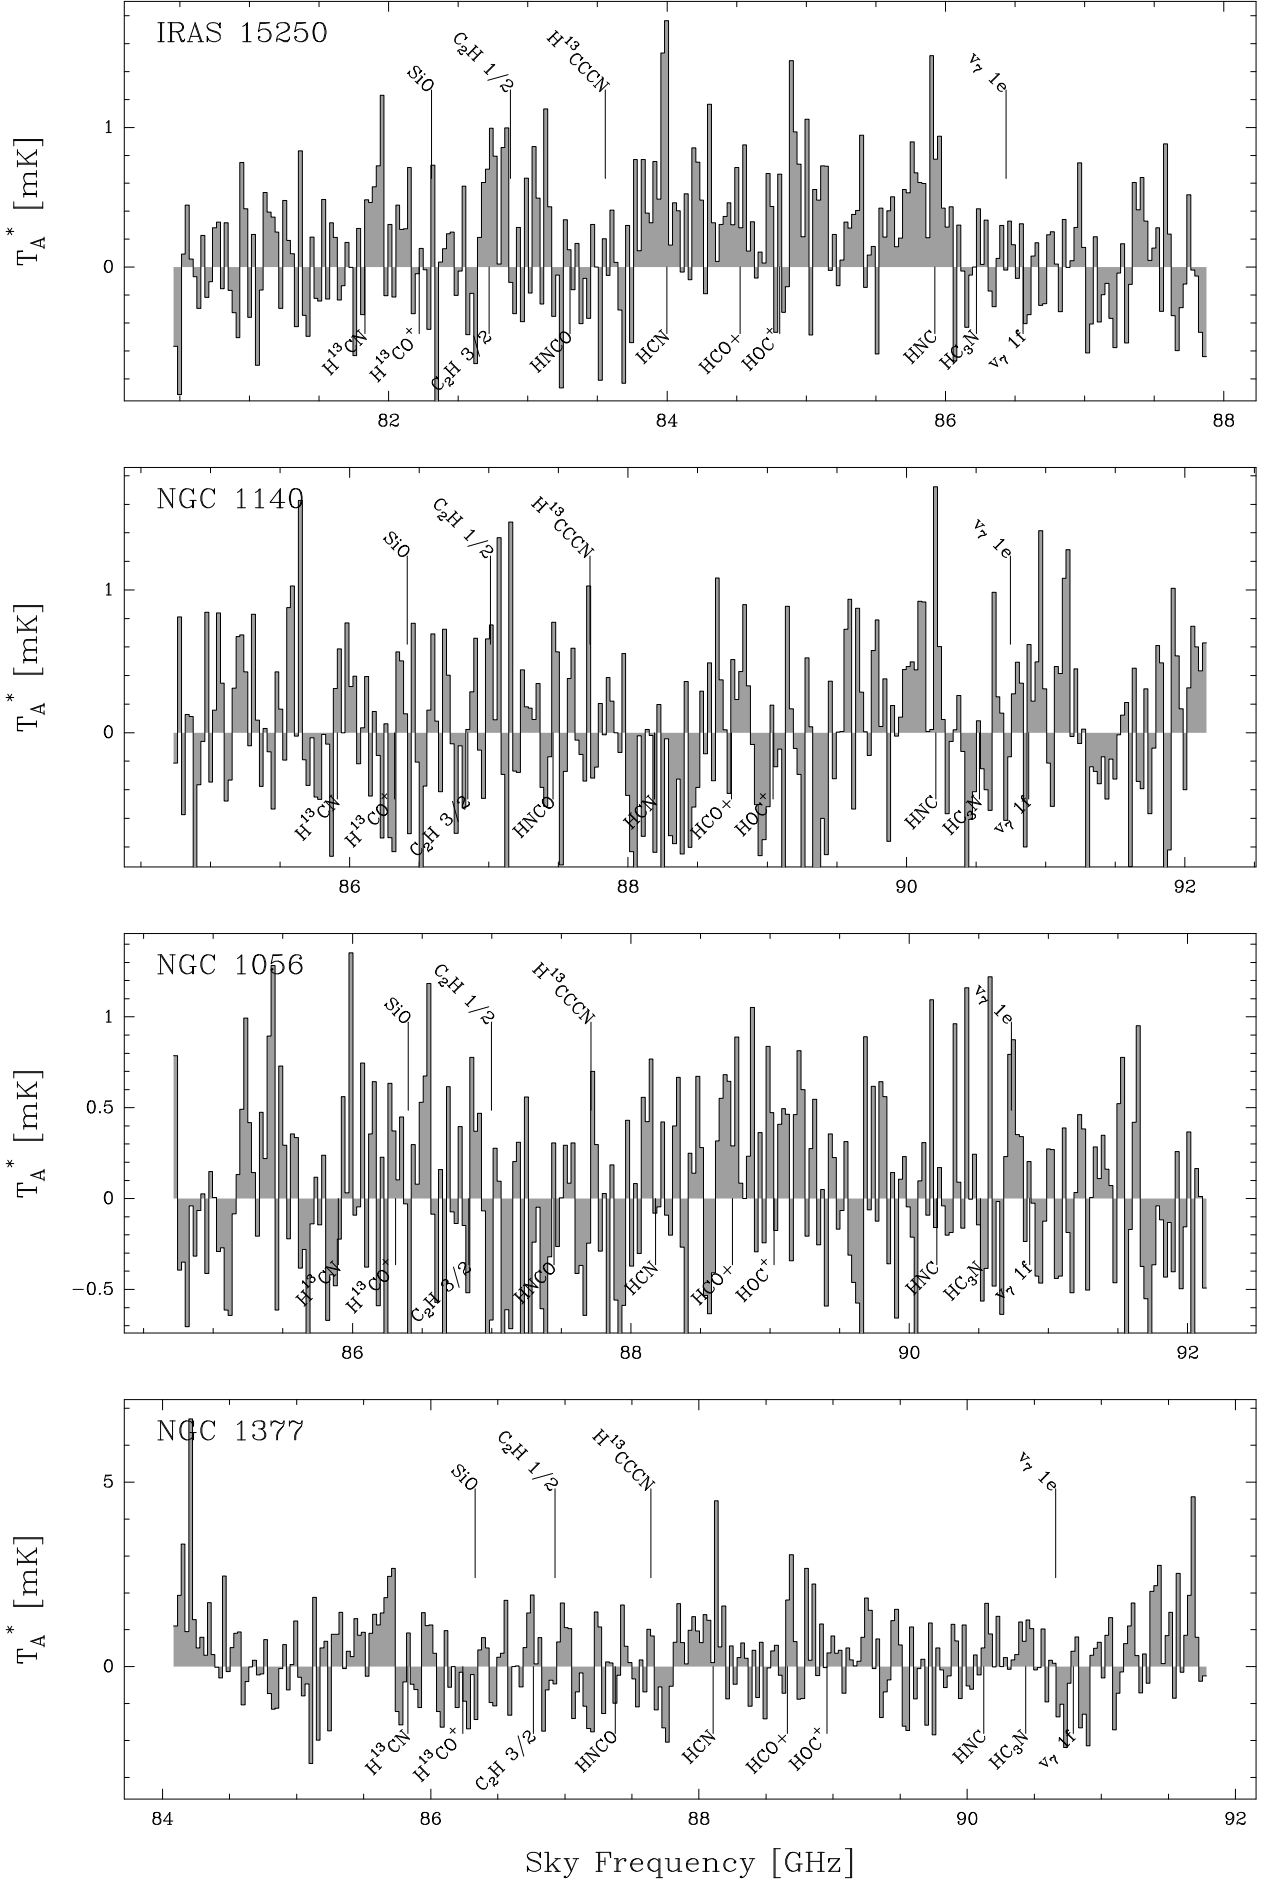 IRAS 15250
SiO
C₂H 1/2
H¹³CCCN
v₇ 1e
1
0
T_A^* [mK]
H¹³CN
H¹³CO⁺
C₂H 3/2
HNCO
HCN
HCO+
HOC⁺
HNC
HC₃N
v₇ 1f
82 84 86 88
NGC 1140
SiO
C₂H 1/2
H¹³CCCN
v₇ 1e
1
0
T_A^* [mK]
H¹³CN
H¹³CO⁺
C₂H 3/2
HNCO
HCN
HCO+
HOC⁺
HNC
HC₃N
v₇ 1f
86 88 90 92
NGC 1056
SiO
C₂H 1/2
H¹³CCCN
v₇ 1e
1
0.5
0
−0.5
T_A^* [mK]
H¹³CN
H¹³CO⁺
C₂H 3/2
HNCO
HCN
HCO+
HOC⁺
HNC
HC₃N
v₇ 1f
86 88 90 92
NGC 1377
SiO
C₂H 1/2
H¹³CCCN
v₇ 1e
5
0
T_A^* [mK]
H¹³CN
H¹³CO⁺
C₂H 3/2
HNCO
HCN
HCO+
HOC⁺
HNC
HC₃N
v₇ 1f
84 86 88 90 92
Sky Frequency [GHz]